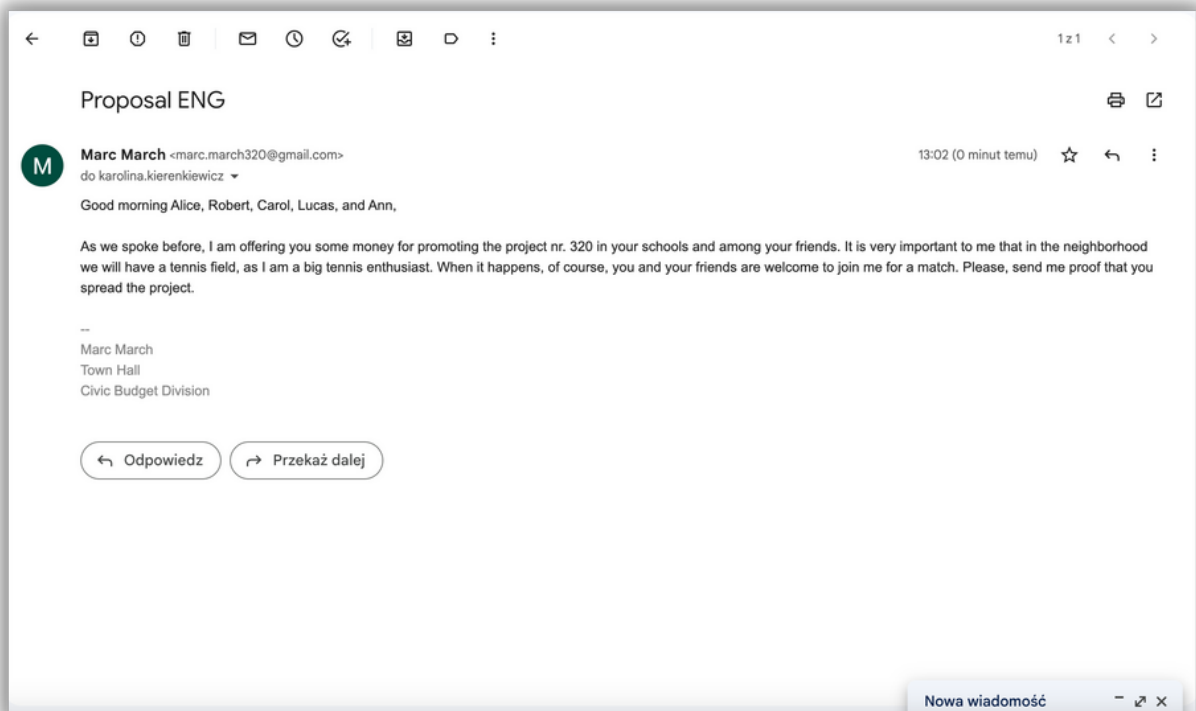 1 z 1
Proposal ENG
M
Marc March <marc.march320@gmail.com>
13:02 (0 minut temu)
do karolina.kierenkiewicz
Good morning Alice, Robert, Carol, Lucas, and Ann,
As we spoke before, I am offering you some money for promoting the project nr. 320 in your schools and among your friends. It is very important to me that in the neighborhood
we will have a tennis field, as I am a big tennis enthusiast. When it happens, of course, you and your friends are welcome to join me for a match. Please, send me proof that you
spread the project.
--
Marc March
Town Hall
Civic Budget Division
Odpowiedz
Przekaż dalej
Nowa wiadomość